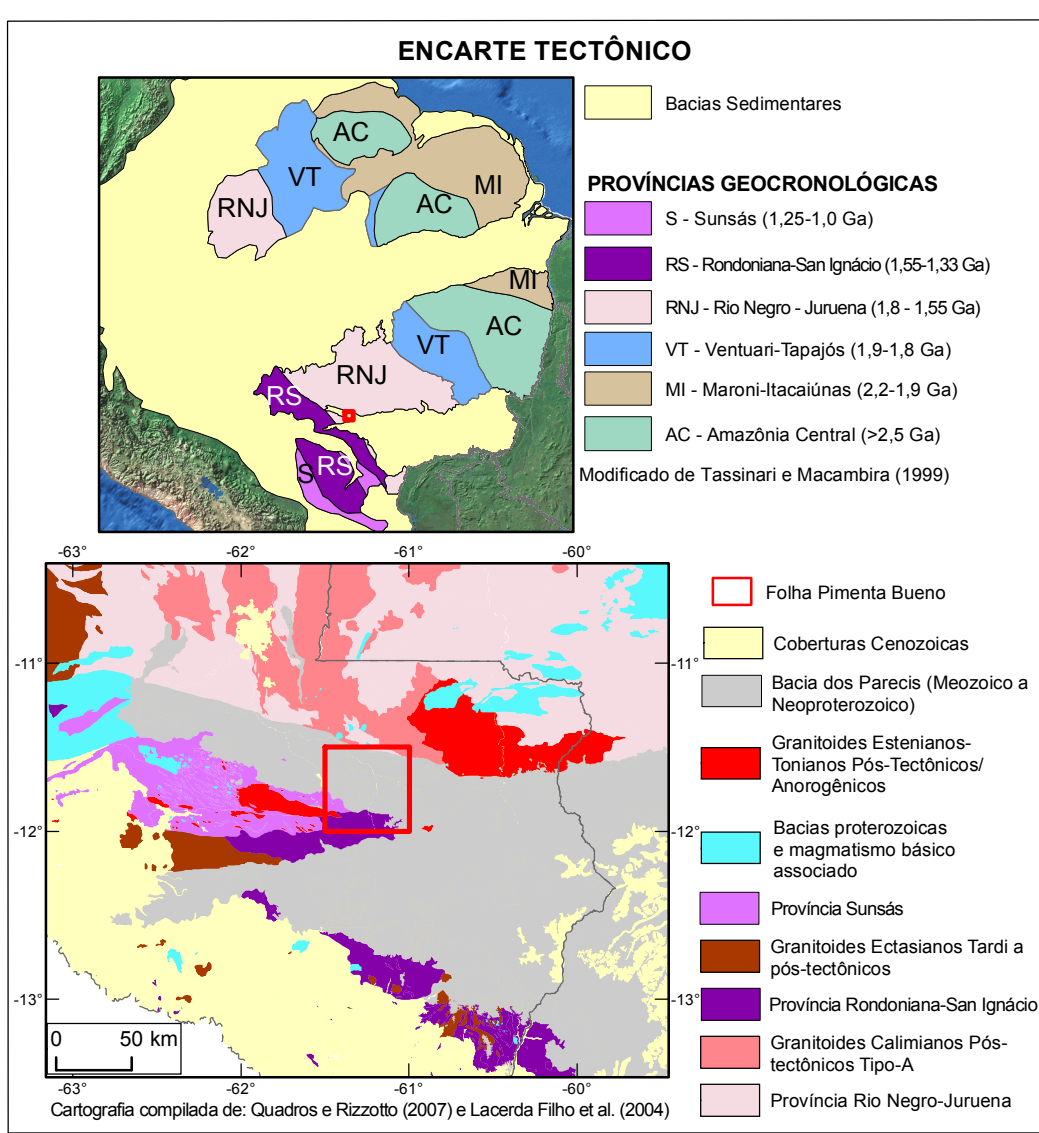 ENCARTE TECTÔNICO
AC
VT
MI
RNJ
AC
MI
AC
VT
RNJ
RS
RS
S
Bacias Sedimentares
PROVÍNCIAS GEOCRONOLÓGICAS
S - Sunsás (1,25-1,0 Ga)
RS - Rondoniana-San Ignácio (1,55-1,33 Ga)
RNJ - Rio Negro - Juruena (1,8 - 1,55 Ga)
VT - Ventuari-Tapajós (1,9-1,8 Ga)
MI - Maroni-Itacaiúnas (2,2-1,9 Ga)
AC - Amazônia Central (>2,5 Ga)
Modificado de Tassinari e Macambira (1999)
-63° -62° -61° -60°
-11° -11°
-12° -12°
-13° -13°
0 50 km
-63° -62° -61° -60°
Cartografia compilada de: Quadros e Rizzotto (2007) e Lacerda Filho et al. (2004)
Folha Pimenta Bueno
Coberturas Cenozoicas
Bacia dos Parecis (Meozoico a
Neoproterozoico)
Granitoides Estenianos-
Tonianos Pós-Tectônicos/
Anorogênicos
Bacias proterozoicas
e magmatismo básico
associado
Província Sunsás
Granitoides Ectasianos Tardi a
pós-tectônicos
Província Rondoniana-San Ignácio
Granitoides Calimianos Pós-
tectônicos Tipo-A
Província Rio Negro-Juruena